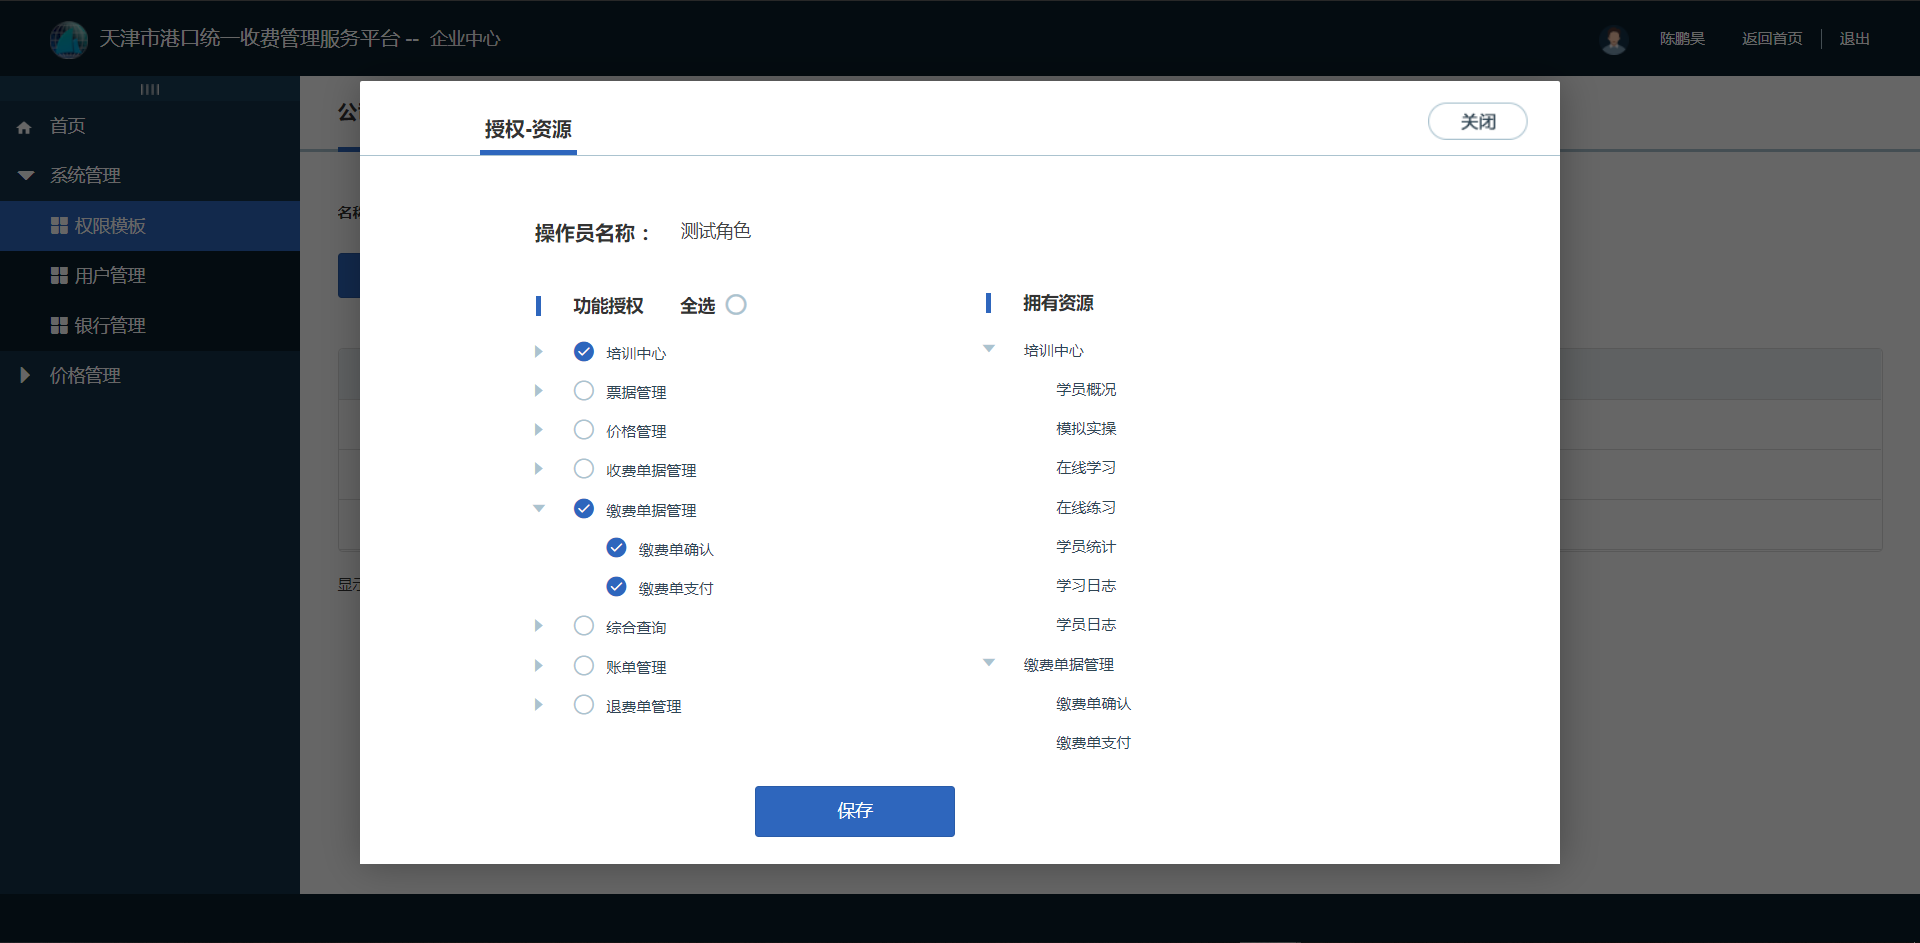 天津市港口统一收费管理服务平台 -- 企业中心
陈鹏昊
返回首页
退出
首页
系统管理
权限模板
用户管理
银行管理
价格管理
公
名称
显示
授权-资源
关闭
操作员名称： 测试角色
功能授权 全选
培训中心
票据管理
价格管理
收费单据管理
缴费单据管理
缴费单确认
缴费单支付
综合查询
账单管理
退费单管理
拥有资源
培训中心
学员概况
模拟实操
在线学习
在线练习
学员统计
学习日志
学员日志
缴费单据管理
缴费单确认
缴费单支付
保存